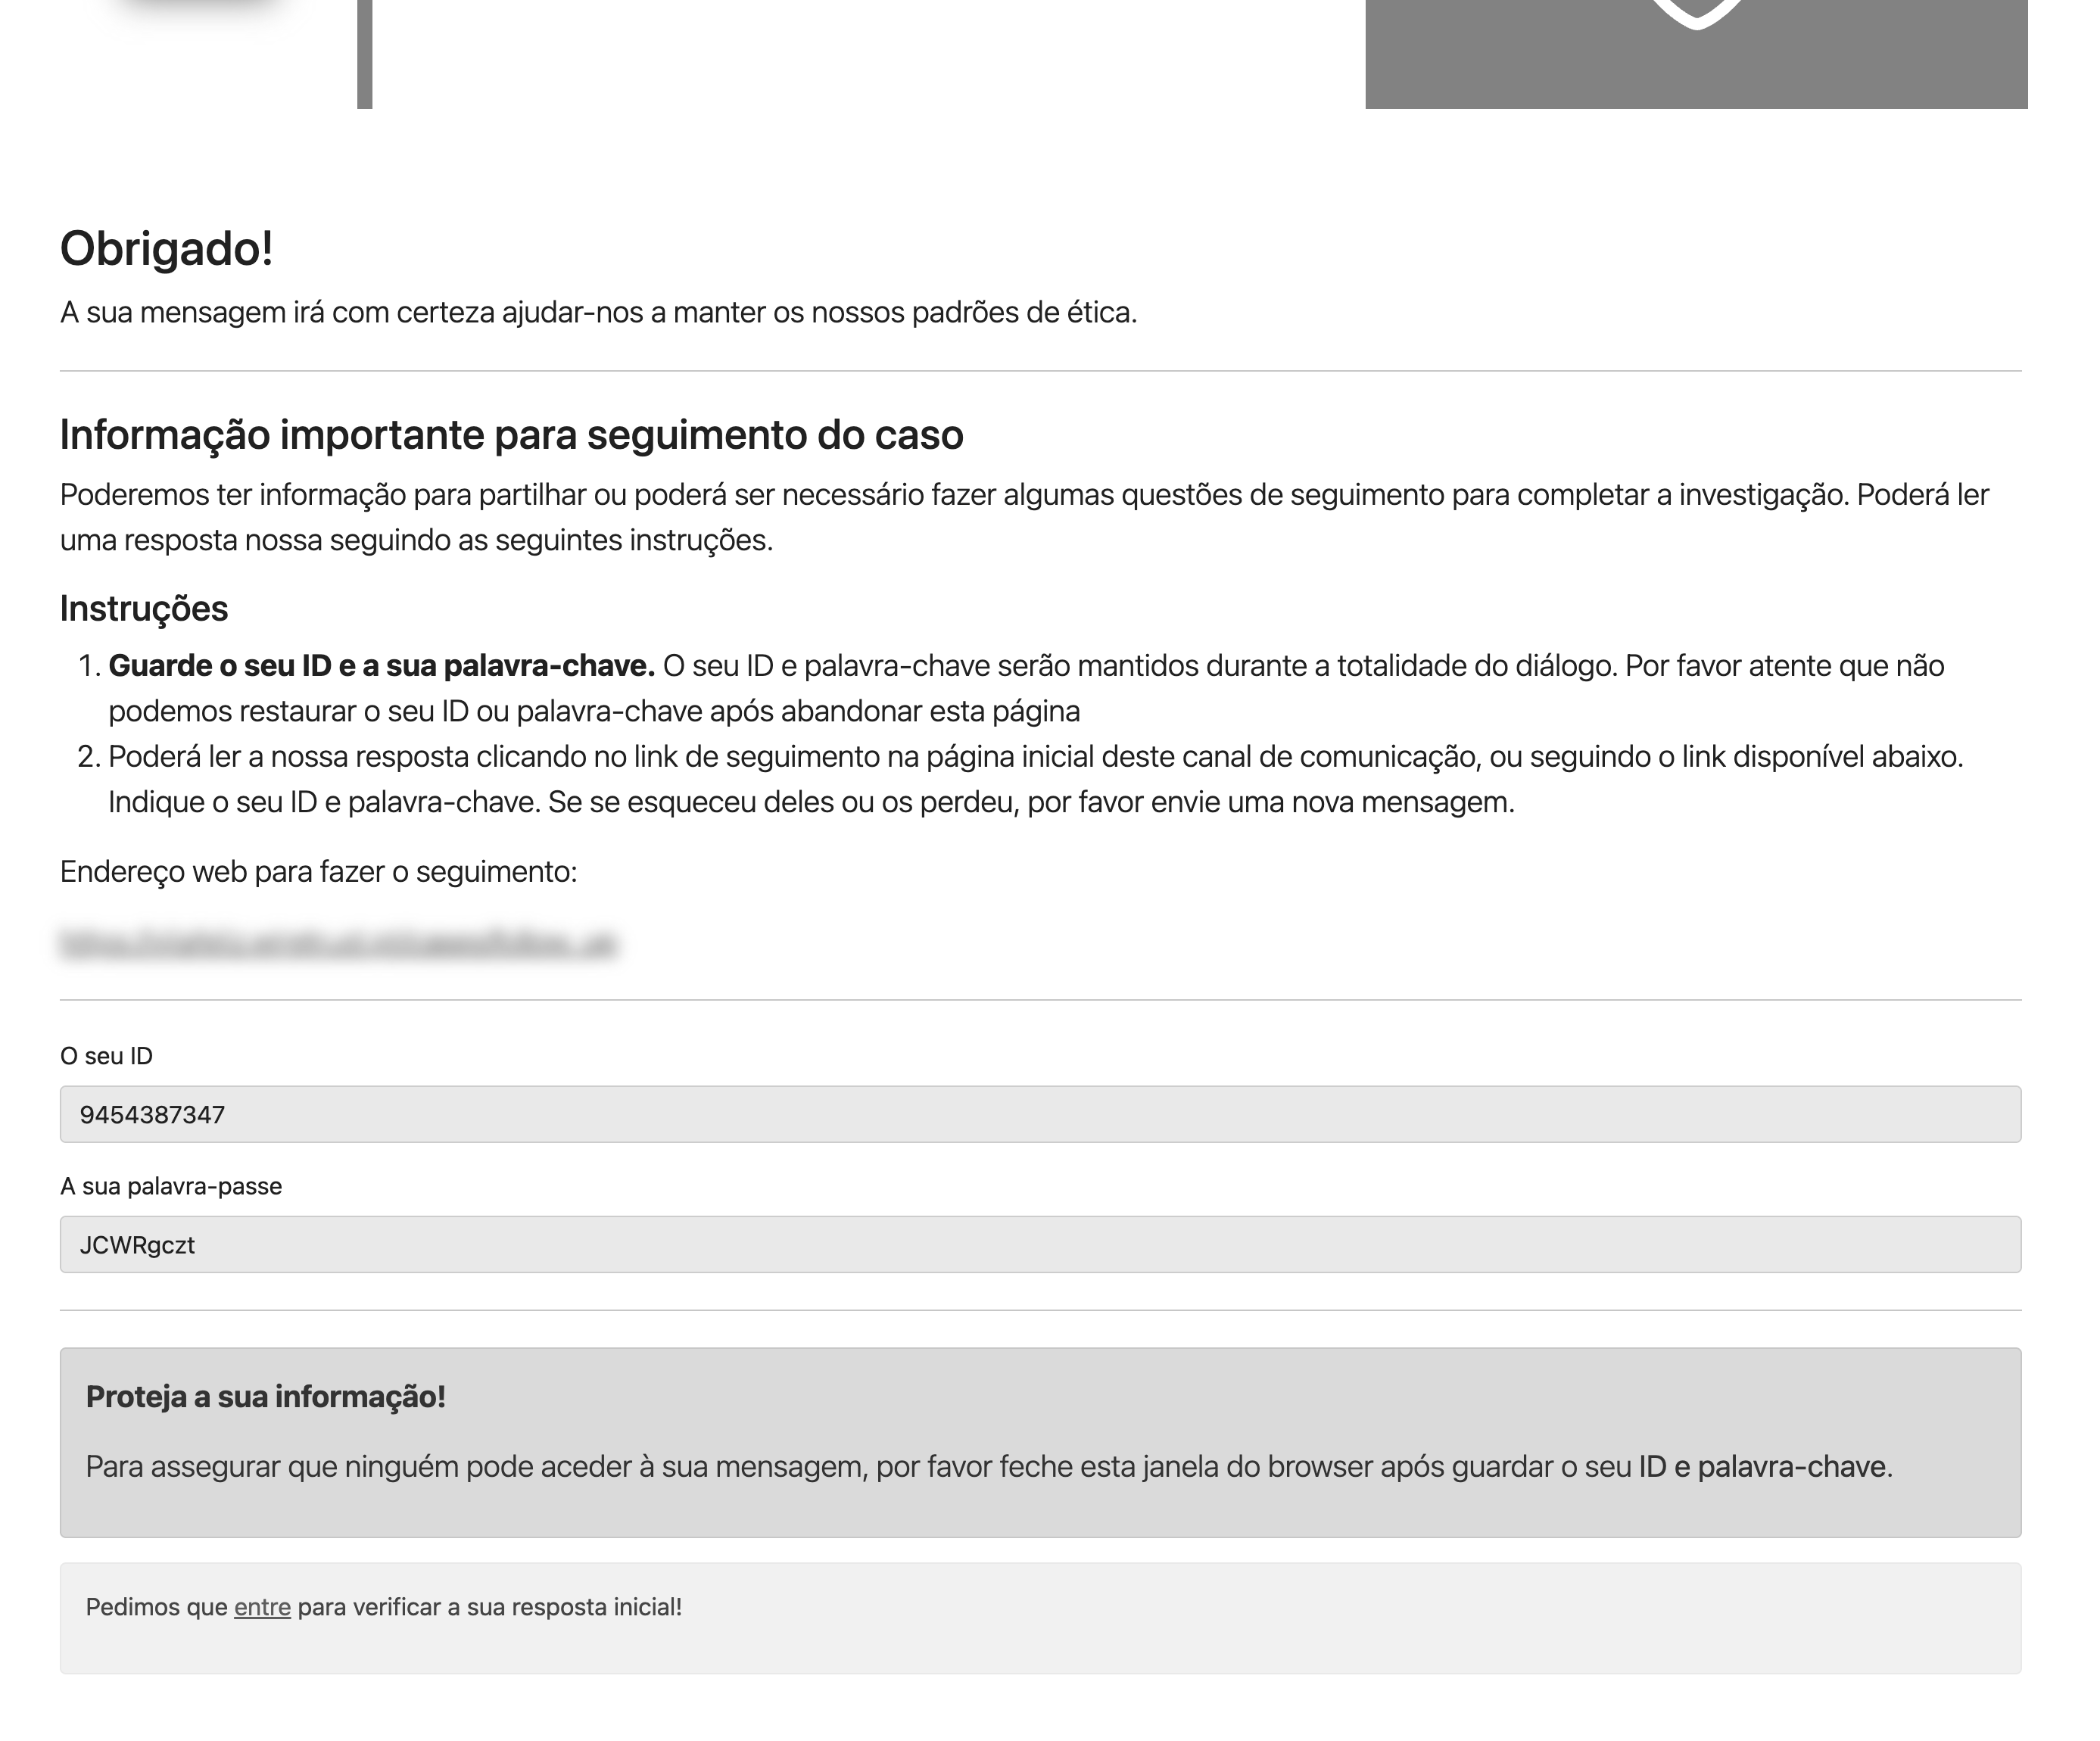 Obrigado!
A sua mensagem irá com certeza ajudar-nos a manter os nossos padrões de ética.
Informação importante para seguimento do caso
Poderemos ter informação para partilhar ou poderá ser necessário fazer algumas questões de seguimento para completar a investigação. Poderá ler
uma resposta nossa seguindo as seguintes instruções.
Instruções
1. Guarde o seu ID e a sua palavra-chave. O seu ID e palavra-chave serão mantidos durante a totalidade do diálogo. Por favor atente que não
podemos restaurar o seu ID ou palavra-chave após abandonar esta página
2. Poderá ler a nossa resposta clicando no link de seguimento na página inicial deste canal de comunicação, ou seguindo o link disponível abaixo.
Indique o seu ID e palavra-chave. Se se esqueceu deles ou os perdeu, por favor envie uma nova mensagem.
Endereço web para fazer o seguimento:
O seu ID
9454387347
A sua palavra-passe
JCWRgczt
Proteja a sua informação!
Para assegurar que ninguém pode aceder à sua mensagem, por favor feche esta janela do browser após guardar o seu ID e palavra-chave.
Pedimos que entre para verificar a sua resposta inicial!